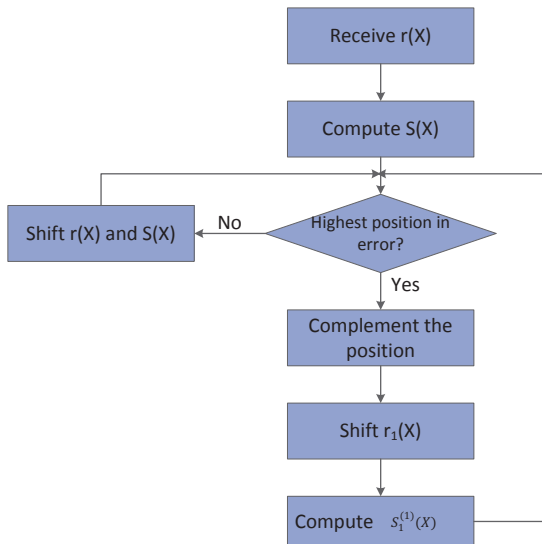 Receive r(X)
Compute S(X)
Highest position in
error?
No
Shift r(X) and S(X)
Yes
Complement the
position
Shift r₁(X)
Compute S₁⁽¹⁾(X)